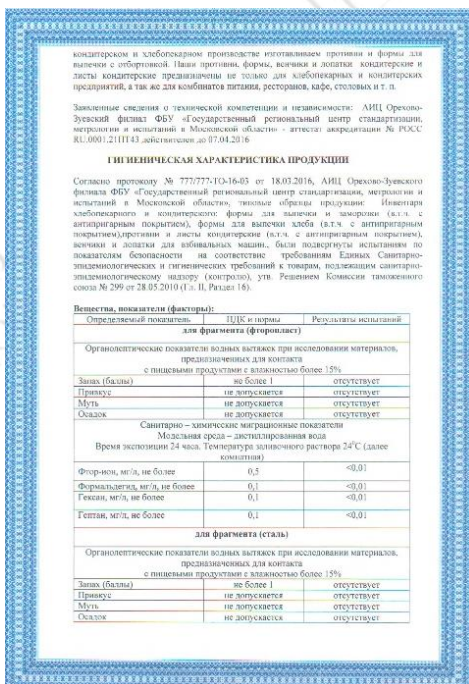 кондитерском и хлебопекарном производстве изготавливаем противни и формы для
выпечки с отбортовкой. Наши противни, формы, венчики и лопатки кондитерские и
листы кондитерские предназначены не только для хлебопекарных и кондитерских
предприятий, а так же для комбинатов питания, ресторанов, кафе, столовых и т. п.
Заявленные сведения о технической компетенции и независимости: АИЦ Орехово-
Зуевский филиал ФБУ «Государственный региональный центр стандартизации,
метрологии и испытаний в Московской области» - аттестат аккредитации № РОСС
RU.0001.21ПТ43 действителен до 07.04.2016
ГИГИЕНИЧЕСКАЯ ХАРАКТЕРИСТИКА ПРОДУКЦИИ
Согласно протоколу № 777/777-ТО-16-03 от 18.03.2016, АИЦ Орехово-Зуевского
филиала ФБУ «Государственный региональный центр стандартизации, метрологии и
испытаний в Московской области», типовые образцы продукции: Инвентаря
хлебопекарного и кондитерского: формы для выпечки и заморозки (в.т.ч. с
антипригарным покрытием), формы для выпечки хлеба (в.т.ч. с антипригарным
покрытием),противни и листы кондитерские (в.т.ч. с антипригарным покрытием),
венчики и лопатки для взбивальных машин., были подвергнуты испытаниям по
показателям безопасности на соответствие требованиям Единых Санитарно-
эпидемиологических и гигиенических требований к товарам, подлежащим санитарно-
эпидемиологическому надзору (контролю), утв. Решением Комиссии таможенного
союза № 299 от 28.05.2010 (Гл. II, Раздел 16).
Вещества, показатели (факторы):
Определяемый показатель ПДК и нормы Результаты испытаний
для фрагмента (фторопласт)
Органолептические показатели водных вытяжек при исследовании материалов,
предназначенных для контакта
с пищевыми продуктами с влажностью более 15%
Запах (баллы) не более 1 отсутствует
Привкус не допускается отсутствует
Муть не допускается отсутствует
Осадок не допускается отсутствует
Санитарно – химические миграционные показатели
Модельная среда – дистиллированная вода
Время экспозиции 24 часа. Температура заливочного раствора 24⁰С (далее
комнатная)
Фтор-ион, мг/л, не более 0,5 <0,01
Формальдегид, мг/л, не более 0,1 <0,01
Гексан, мг/л, не более 0,1 <0,01
Гептан, мг/л, не более 0,1 <0,01
для фрагмента (сталь)
Органолептические показатели водных вытяжек при исследовании материалов,
предназначенных для контакта
с пищевыми продуктами с влажностью более 15%
Запах (баллы) не более 1 отсутствует
Привкус не допускается отсутствует
Муть не допускается отсутствует
Осадок не допускается отсутствует